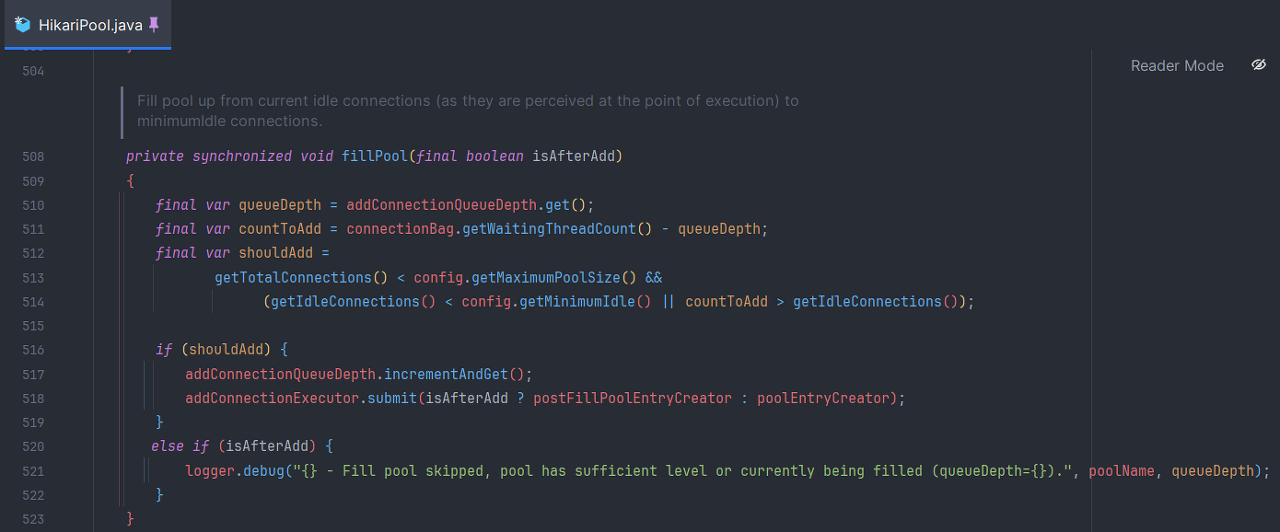 HikariPool.java
504
Reader Mode
Fill pool up from current idle connections (as they are perceived at the point of execution) to
minimumIdle connections.
508 private synchronized void fillPool(final boolean isAfterAdd)
509 {
510 final var queueDepth = addConnectionQueueDepth.get();
511 final var countToAdd = connectionBag.getWaitingThreadCount() - queueDepth;
512 final var shouldAdd =
513 getTotalConnections() < config.getMaximumPoolSize() &&
514 (getIdleConnections() < config.getMinimumIdle() || countToAdd > getIdleConnections());
515
516 if (shouldAdd) {
517 addConnectionQueueDepth.incrementAndGet();
518 addConnectionExecutor.submit(isAfterAdd ? postFillPoolEntryCreator : poolEntryCreator);
519 }
520 else if (isAfterAdd) {
521 logger.debug("{} - Fill pool skipped, pool has sufficient level or currently being filled (queueDepth={}).", poolName, queueDepth);
522 }
523 }